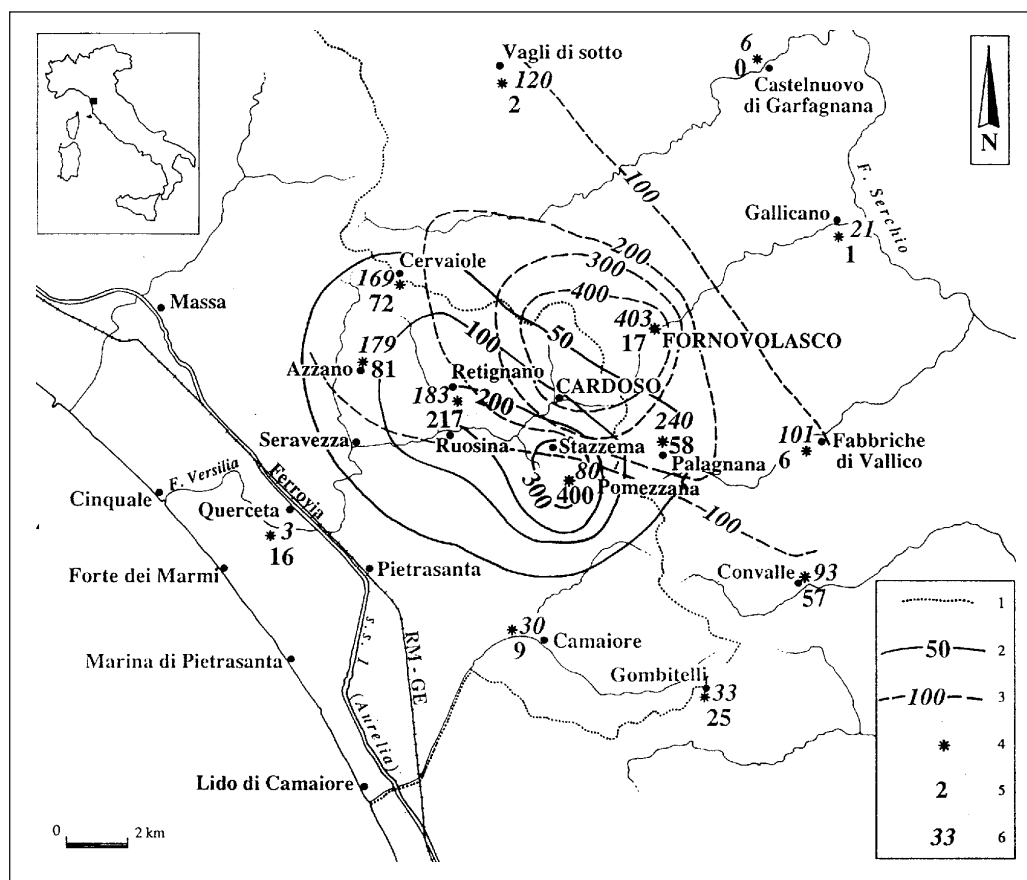 Vagli di sotto
120
2
6
0
Castelnuovo
di Garfagnana
N
100
F. Serchio
Gallicano
21
1
200
300
400
Cervaiole
169
72
Massa
403
17
FORNOVOLASCO
50
100
179
81
Azzano
Retignano
183
217
200
CARDOSO
240
58
Palagnana
Seravezza
Ruosina
Stazzema
80
400
Pomezzana
300
101
6
Fabbriche
di Vallico
F. Versilia
Ferrovia
Cinquale
Querceta
3
16
100
Forte dei Marmi
Pietrasanta
Convalle
93
57
30
9
Camaiore
Marina di Pietrasanta
s.s. 1
(Aurelia)
RM - GE
Gombitelli
33
25
Lido di Camaiore
0
2 km
1
50
2
100
3
4
2
5
33
6